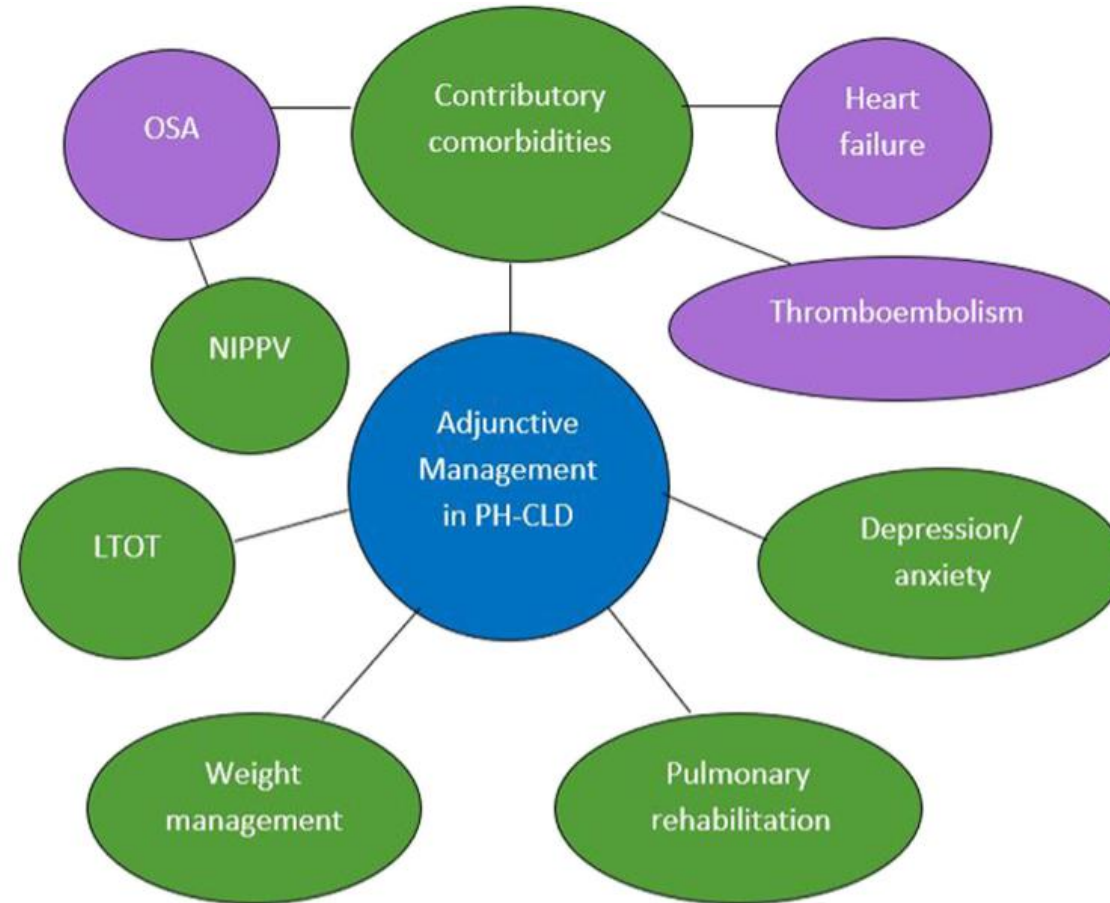 Contributory
comorbidities
OSA
Heart
failure
Thromboembolism
NIPPV
Adjunctive
Management
in PH-CLD
LTOT
Depression/
anxiety
Weight
management
Pulmonary
rehabilitation